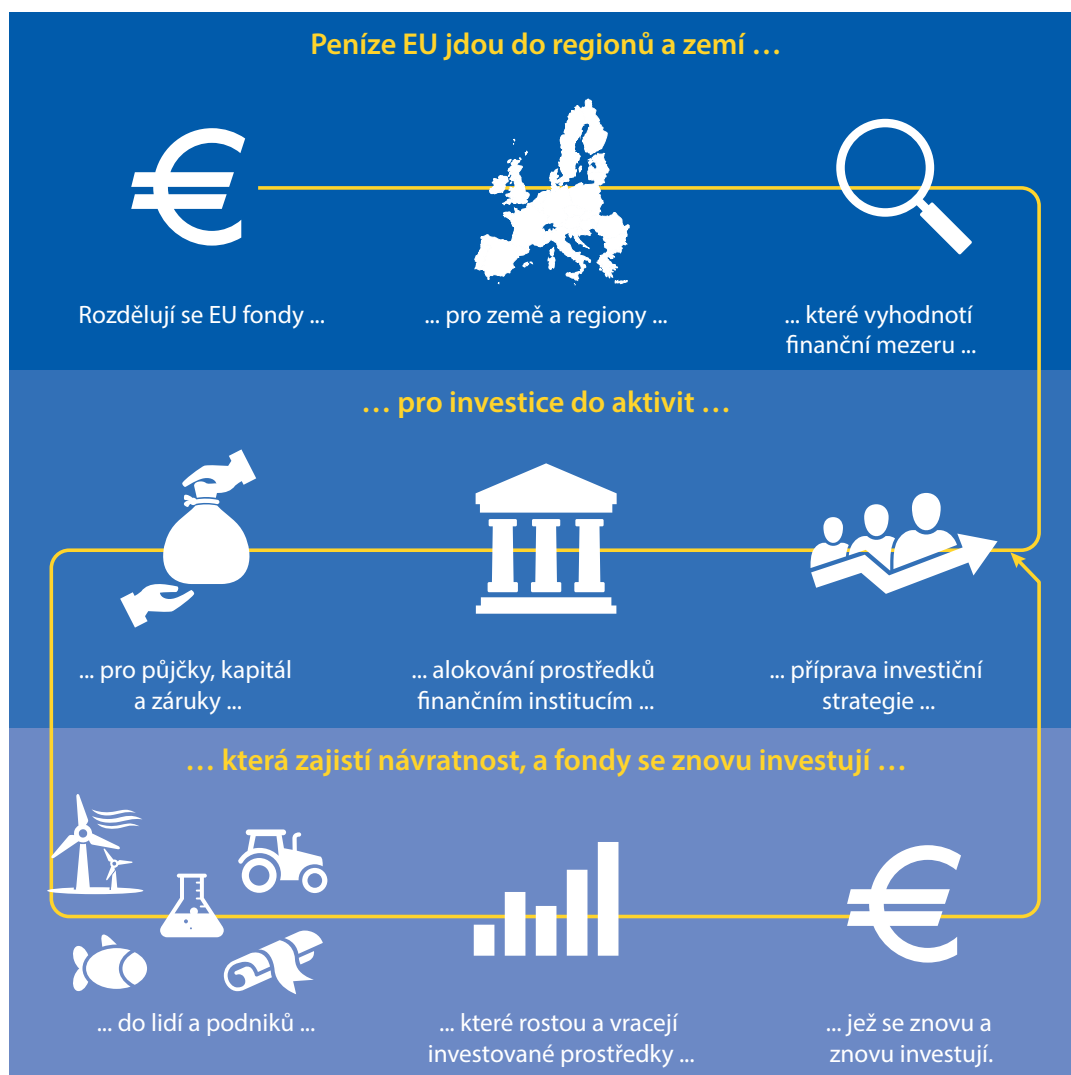 Peníze EU jdou do regionů a zemí …
Rozdělují se EU fondy ...
... pro země a regiony ...
... které vyhodnotí
finanční mezeru ...
… pro investice do aktivit …
... pro půjčky, kapitál
a záruky ...
... alokování prostředků
finančním institucím ...
... příprava investiční
strategie ...
… která zajistí návratnost, a fondy se znovu investují …
... do lidí a podniků ...
... které rostou a vracejí
investované prostředky ...
... jež se znovu a
znovu investují.